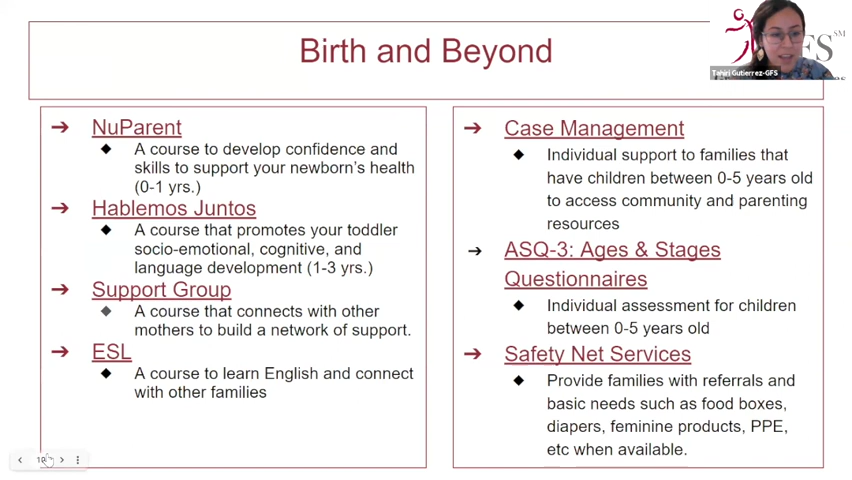 Birth and Beyond
GFS SM
Tahiri Gutierrez-GFS
➔ NuParent
◆ A course to develop confidence and
skills to support your newborn's health
(0-1 yrs.)
➔ Hablemos Juntos
◆ A course that promotes your toddler
socio-emotional, cognitive, and
language development (1-3 yrs.)
➔ Support Group
◆ A course that connects with other
mothers to build a network of support.
➔ ESL
◆ A course to learn English and connect
with other families
➔ Case Management
◆ Individual support to families that
have children between 0-5 years old
to access community and parenting
resources
➔ ASQ-3: Ages & Stages
Questionnaires
◆ Individual assessment for children
between 0-5 years old
➔ Safety Net Services
◆ Provide families with referrals and
basic needs such as food boxes,
diapers, feminine products, PPE,
etc when available.